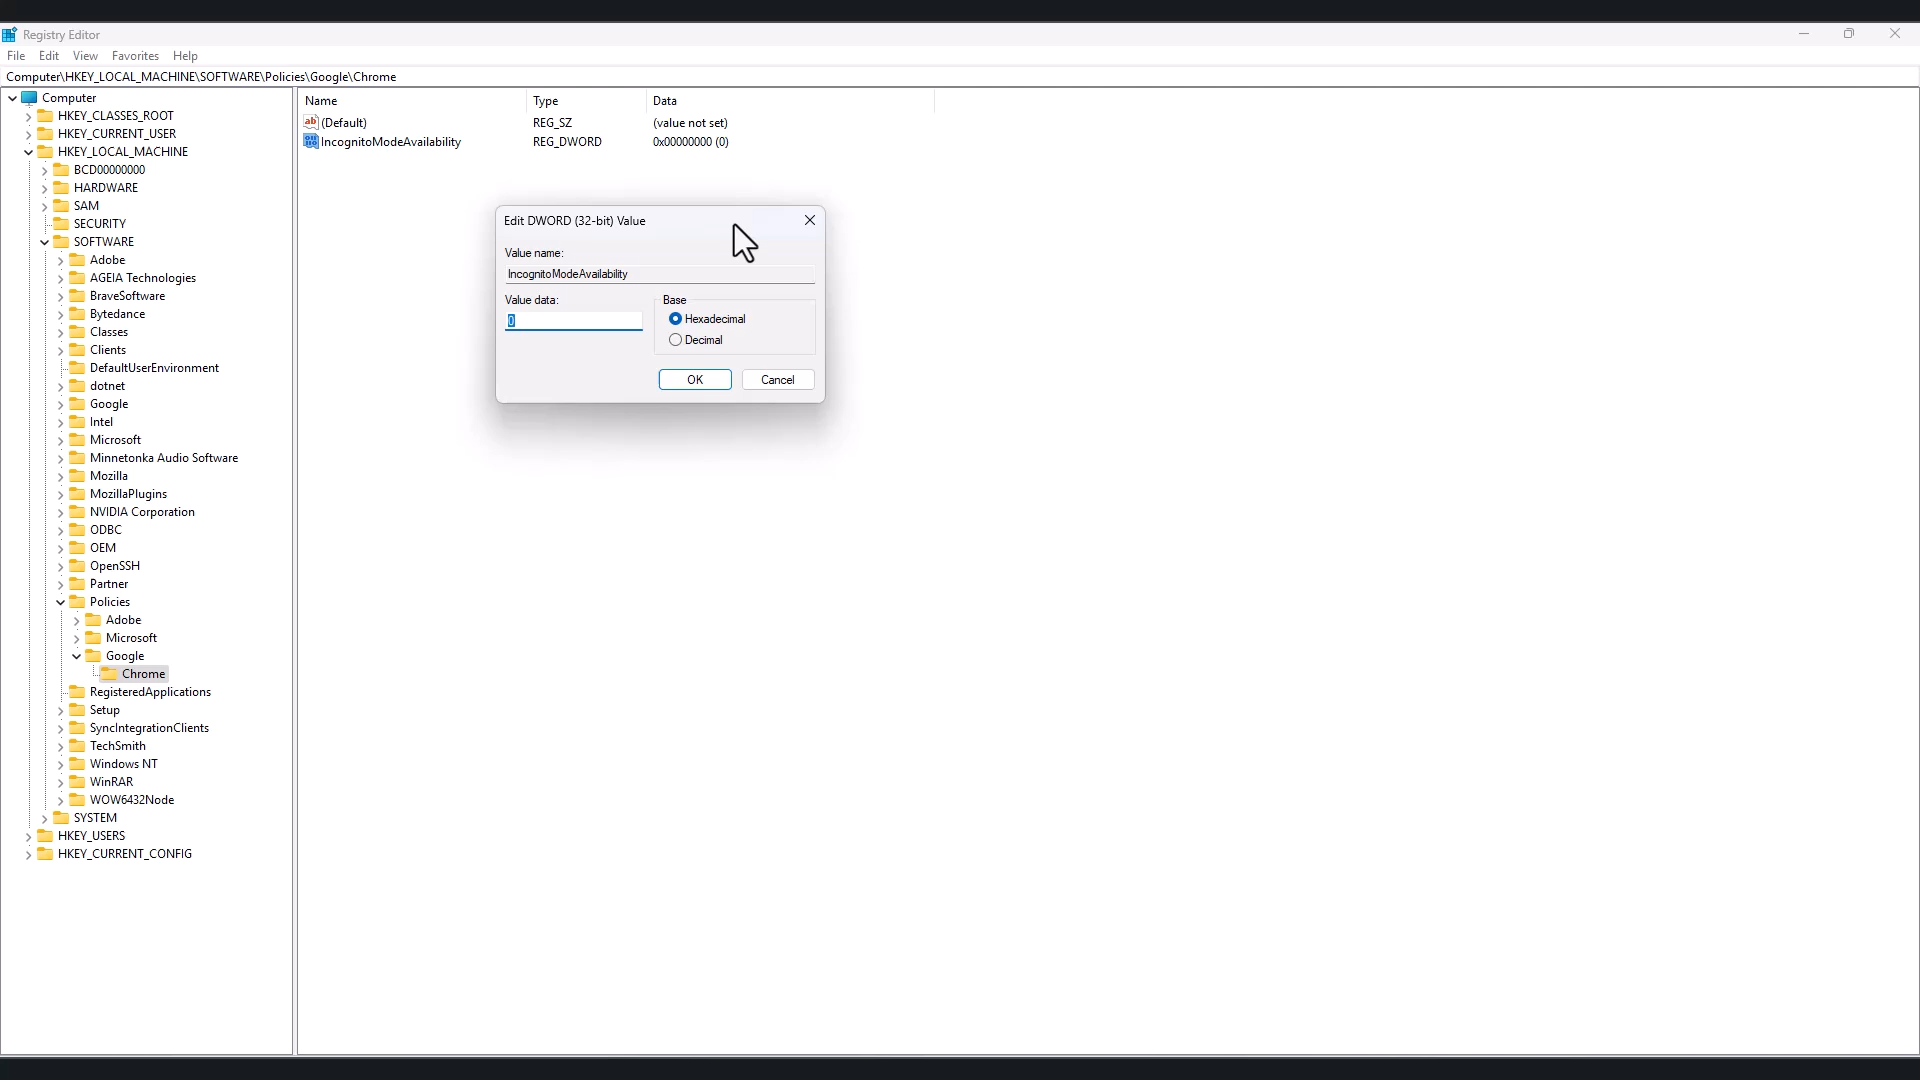 Registry Editor
File Edit View Favorites Help
Computer\HKEY_LOCAL_MACHINE\SOFTWARE\Policies\Google\Chrome
Computer
HKEY_CLASSES_ROOT
HKEY_CURRENT_USER
HKEY_LOCAL_MACHINE
BCD00000000
HARDWARE
SAM
SECURITY
SOFTWARE
Adobe
AGEIA Technologies
BraveSoftware
Bytedance
Classes
Clients
DefaultUserEnvironment
dotnet
Google
Intel
Microsoft
Minnetonka Audio Software
Mozilla
MozillaPlugins
NVIDIA Corporation
ODBC
OEM
OpenSSH
Partner
Policies
Adobe
Microsoft
Google
Chrome
RegisteredApplications
Setup
SyncIntegrationClients
TechSmith
Windows NT
WinRAR
WOW6432Node
SYSTEM
HKEY_USERS
HKEY_CURRENT_CONFIG
Name Type Data
(Default) REG_SZ (value not set)
IncognitoModeAvailability REG_DWORD 0x00000000 (0)
Edit DWORD (32-bit) Value
Value name:
IncognitoModeAvailability
Value data:
0
Base
Hexadecimal
Decimal
OK Cancel